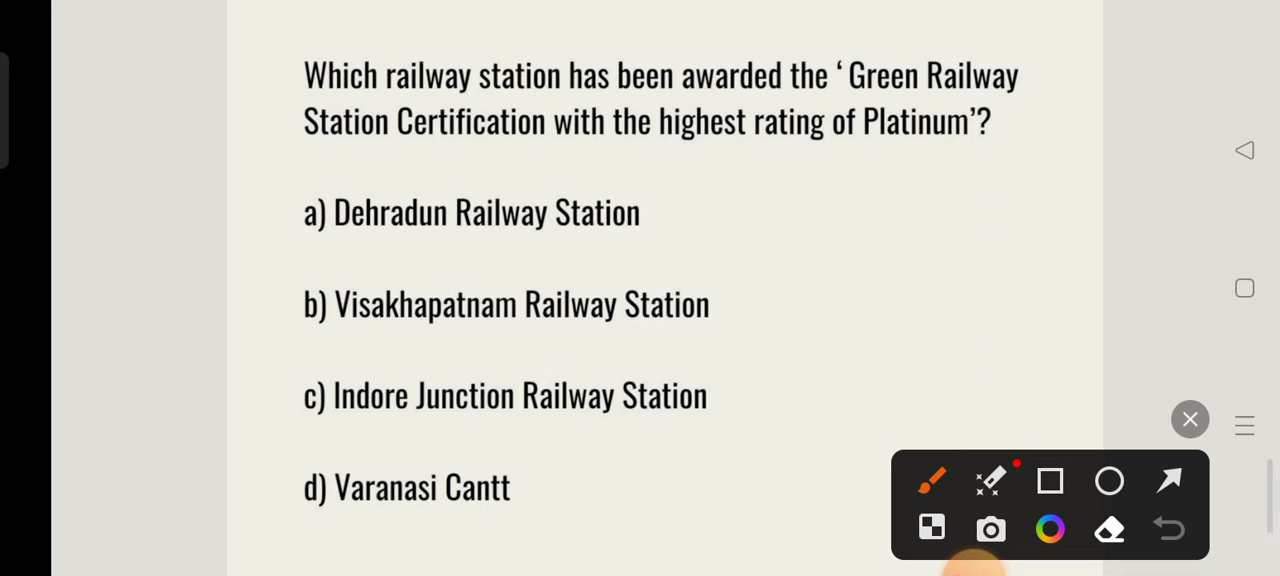 Which railway station has been awarded the ‘ Green Railway
Station Certification with the highest rating of Platinum’?
a) Dehradun Railway Station
b) Visakhapatnam Railway Station
c) Indore Junction Railway Station
d) Varanasi Cantt